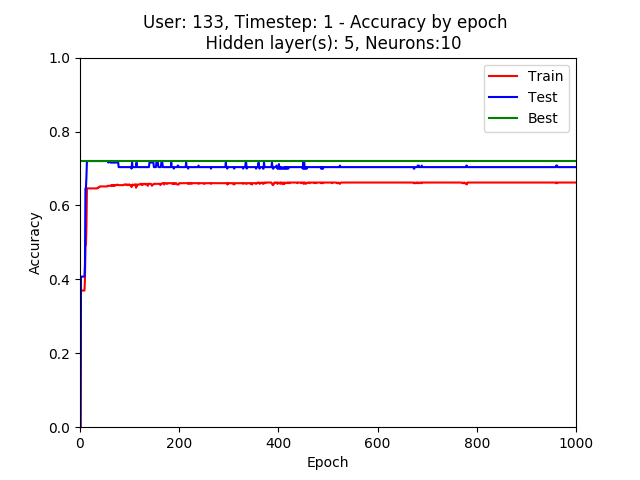 User: 133, Timestep: 1 - Accuracy by epoch
Hidden layer(s): 5, Neurons:10
Train
Test
Best
1.0
0.8
0.6
0.4
0.2
0.0
Accuracy
0
200
400
600
800
1000
Epoch